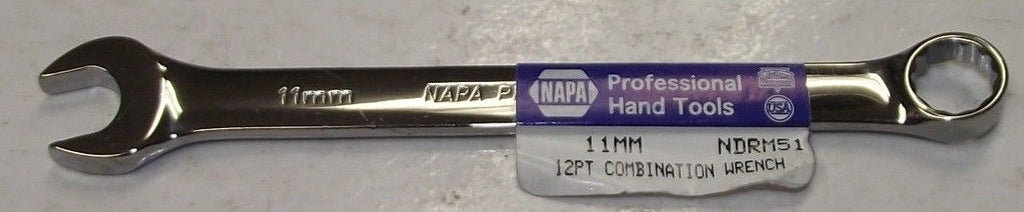 11mm
NAPA P
NAPA
Professional
Hand Tools
USA
11MM NDRM51
12PT COMBINATION WRENCH